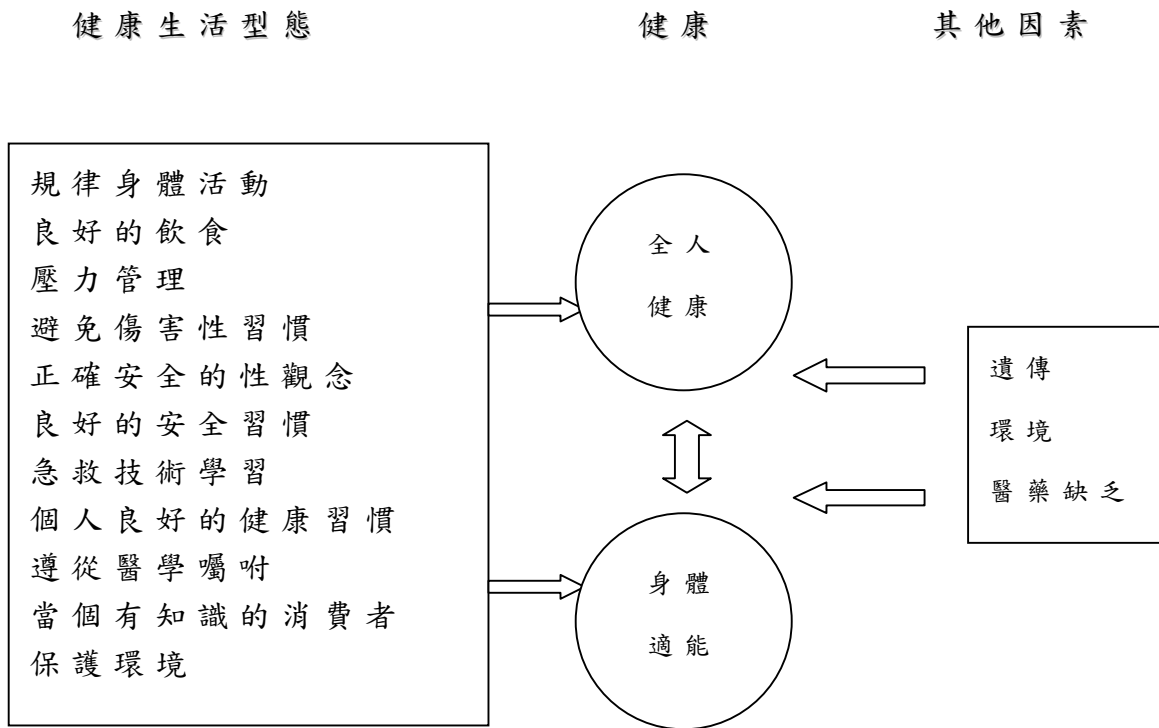 健康生活型態
健康
其他因素
規律身體活動
良好的飲食
壓力管理
避免傷害性習慣
正確安全的性觀念
良好的安全習慣
急救技術學習
個人良好的健康習慣
遵從醫學囑咐
當個有知識的消費者
保護環境
全人
健康
身體
適能
遺傳
環境
醫藥缺乏